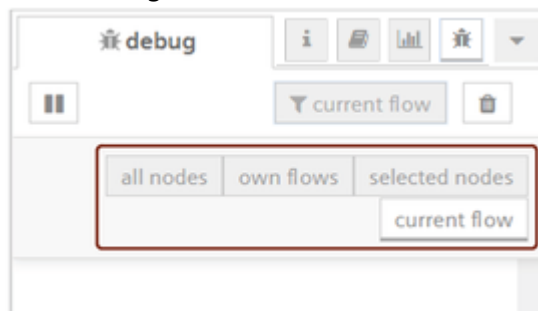 debug i
current flow
all nodes own flows selected nodes
current flow